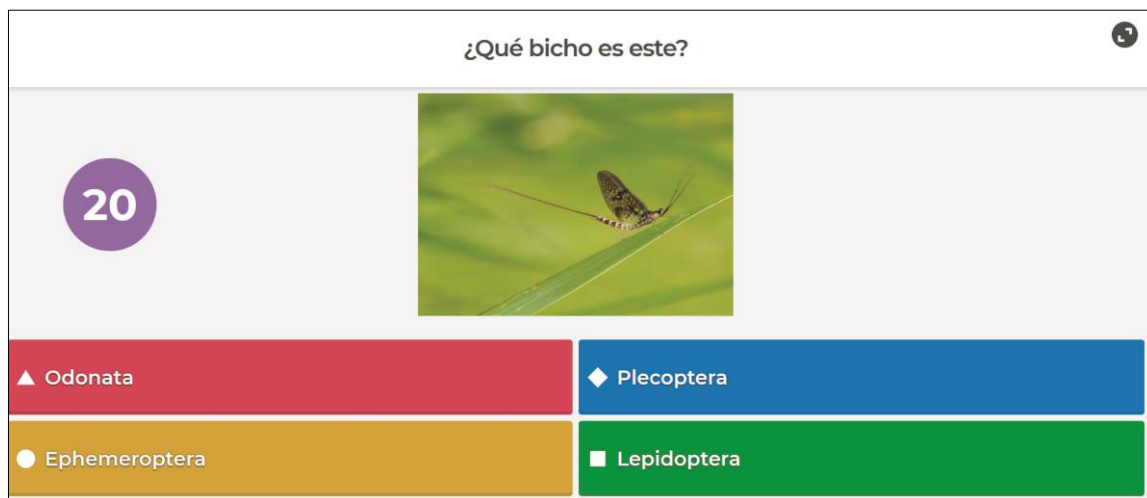 ¿Qué bicho es este?
20
Odonata
Plecoptera
Ephemeroptera
Lepidoptera